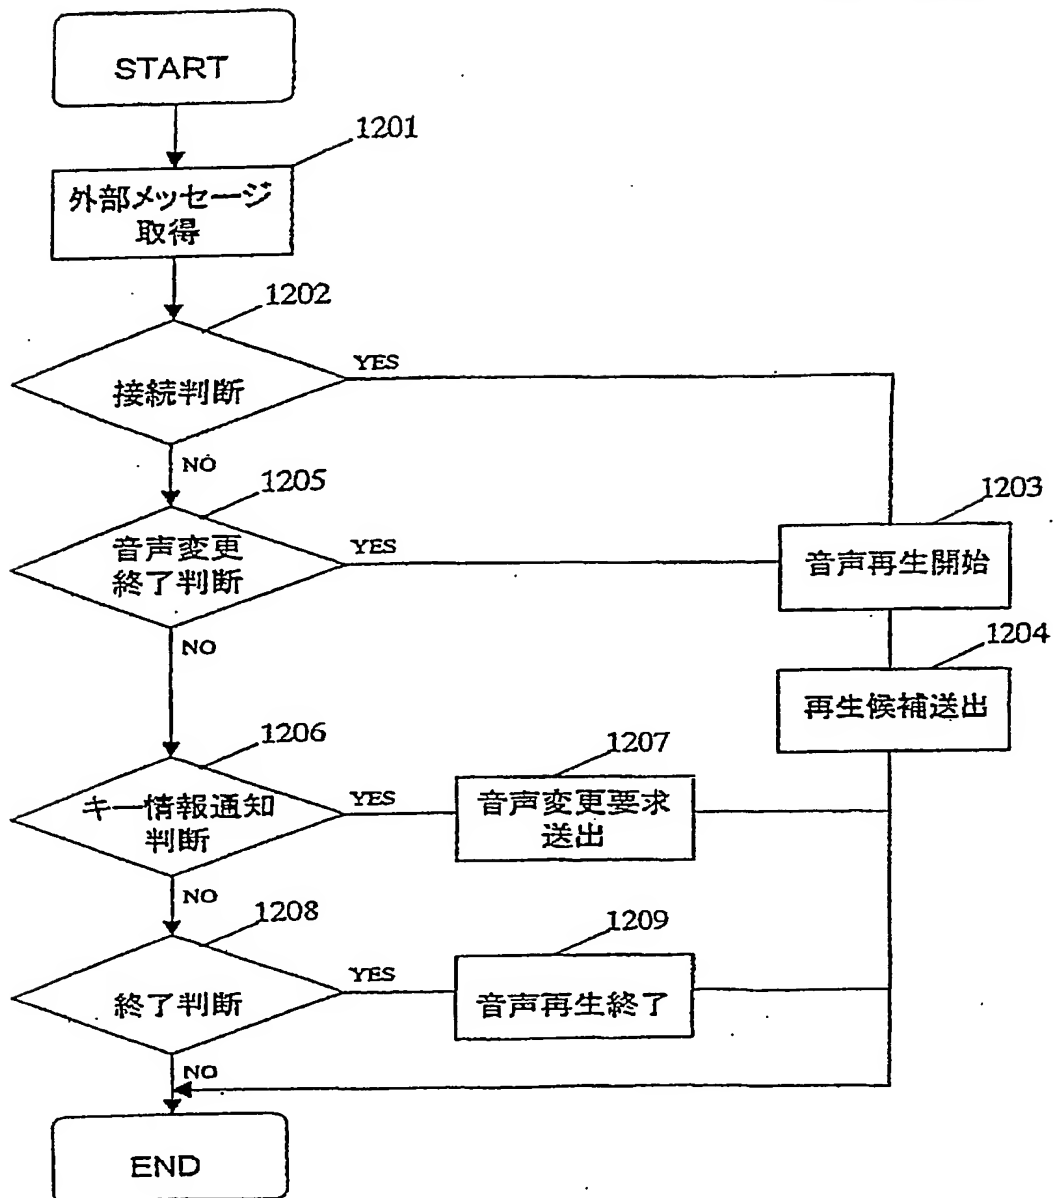 START
1201
外部メッセージ
取得
1202
接続判断
YES
NO
1205
音声変更
終了判断
YES
NO
1203
音声再生開始
1204
再生候補送出
1206
キー情報通知
判断
YES
NO
1207
音声変更要求
送出
1208
終了判断
YES
NO
1209
音声再生終了
END